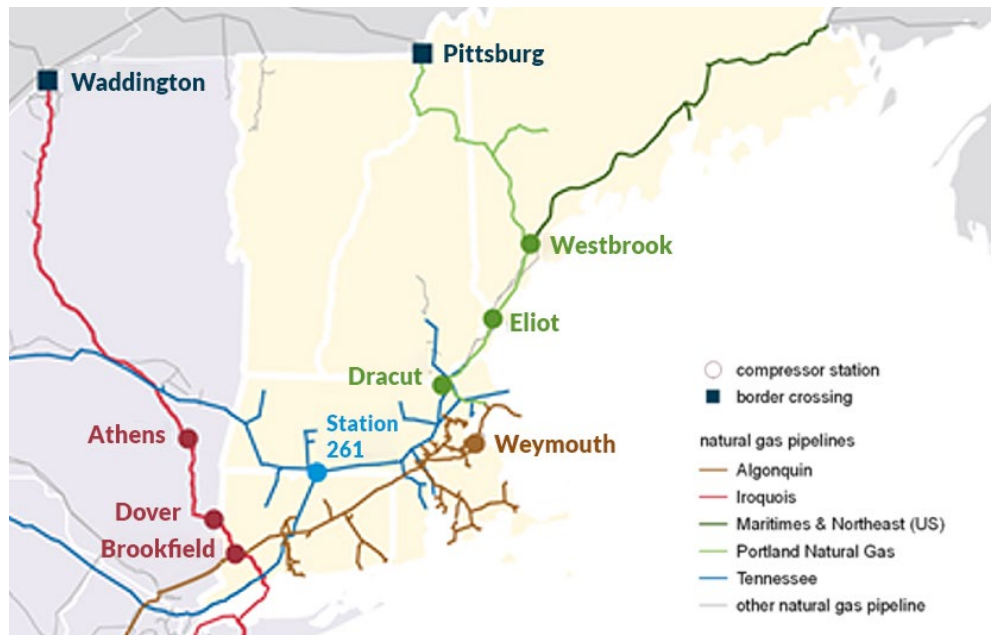 Pittsburg
Waddington
Westbrook
Eliot
Dracut
Station
261
Athens
Weymouth
Dover
Brookfield
compressor station
border crossing
natural gas pipelines
Algonquin
Iroquois
Maritimes & Northeast (US)
Portland Natural Gas
Tennessee
other natural gas pipeline